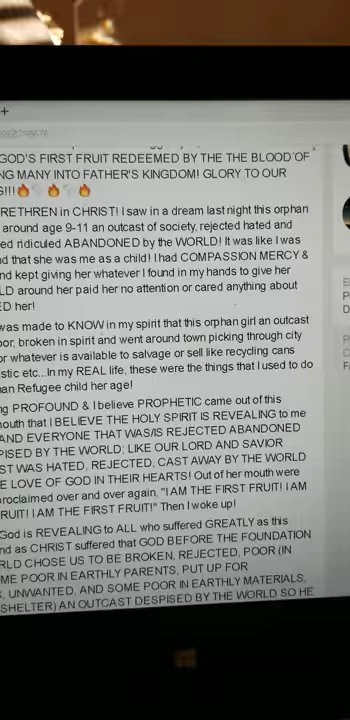 +
GOD'S FIRST FRUIT REDEEMED BY THE THE BLOOD OF
NG MANY INTO FATHER'S KINGDOM! GLORY TO OUR
G!!!🔥🕊🔥🕊🔥
RETHREN in CHRIST! I saw in a dream last night this orphan
around age 9-11 an outcast of society, rejected hated and
ed ridiculed ABANDONED by the WORLD! It was like I was
nd that she was me as a child! I had COMPASSION MERCY &
nd kept giving her whatever I found in my hands to give her
LD around her paid her no attention or cared anything about
ED her!
was made to KNOW in my spirit that this orphan girl an outcast
oor, broken in spirit and went around town picking through city
or whatever is available to salvage or sell like recycling cans
stic etc...In my REAL life, these were the things that I used to do
han Refugee child her age!
ng PROFOUND & I believe PROPHETIC came out of this
mouth that I BELIEVE THE HOLY SPIRIT IS REVEALING to me
AND EVERYONE THAT WAS/IS REJECTED ABANDONED
PISED BY THE WORLD; LIKE OUR LORD AND SAVIOR
ST WAS HATED, REJECTED, CAST AWAY BY THE WORLD
E LOVE OF GOD IN THEIR HEARTS! Out of her mouth were
proclaimed over and over again, "I AM THE FIRST FRUIT! I AM
FRUIT! I AM THE FIRST FRUIT!" Then I woke up!
God is REVEALING to ALL who suffered GREATLY as this
nd as CHRIST suffered that GOD BEFORE THE FOUNDATION
RLD CHOSE US TO BE BROKEN, REJECTED, POOR (IN
ME POOR IN EARTHLY PARENTS, PUT UP FOR
, UNWANTED, AND SOME POOR IN EARTHLY MATERIALS,
SHELTER) AN OUTCAST DESPISED BY THE WORLD SO HE